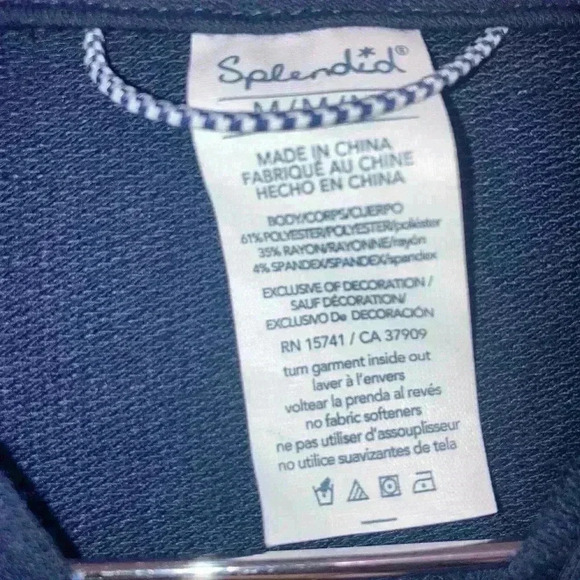 Splendid®
M/M/M
MADE IN CHINA
FABRIQUÉ AU CHINE
HECHO EN CHINA
BODY/CORPS/CUERPO
61% POLYESTER/POLYESTER/poliéster
35% RAYON/RAYONNE/rayón
4% SPANDEX/SPANDEX/spandex
EXCLUSIVE OF DECORATION /
SAUF DÉCORATION/
EXCLUSIVO De DECORACIÓN
RN 15741 / CA 37909
turn garment inside out
laver à l'envers
voltear la prenda al revés
no fabric softeners
ne pas utiliser d'assouplisseur
no utilice suavizantes de tela